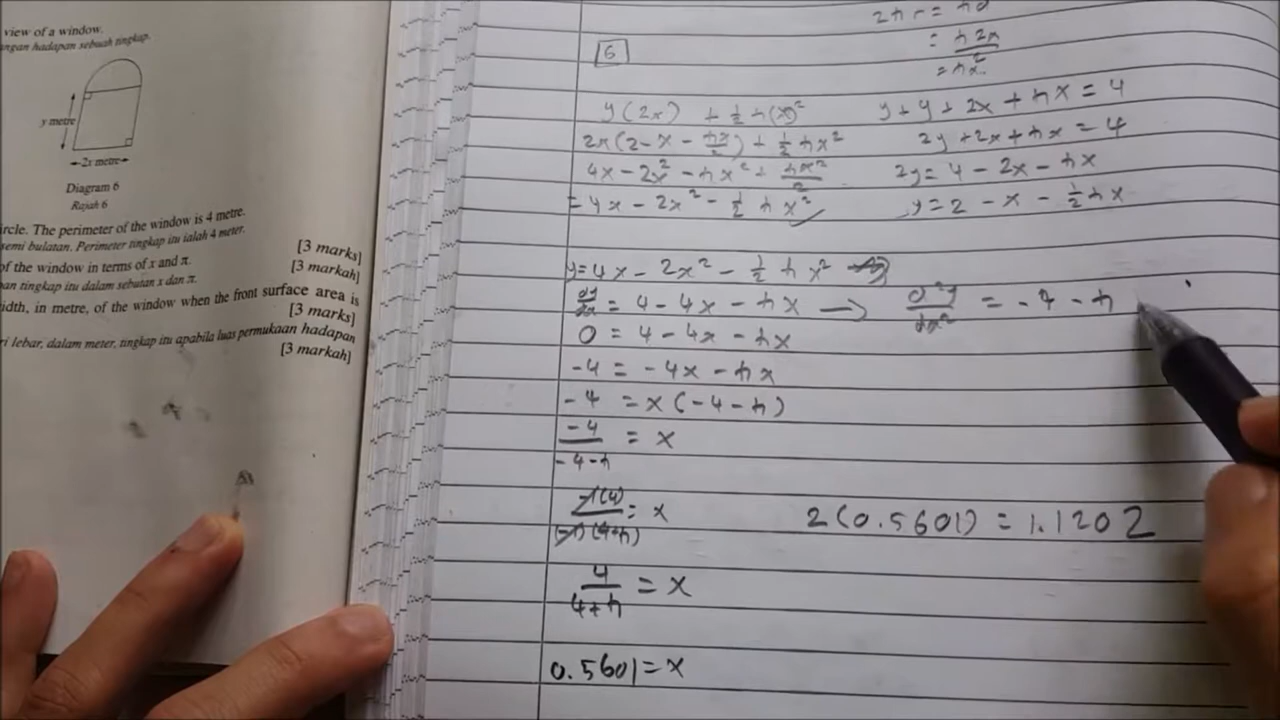 view of a window.
ngan hadapan sebuah tingkap.
y metre
2x metre
Diagram 6
Rajah 6
ircle. The perimeter of the window is 4 metre.
semi bulatan. Perimeter tingkap itu ialah 4 meter.
[3 marks]
of the window in terms of x and π.
[3 markah]
an tingkap itu dalam sebutan x dan π.
idth, in metre, of the window when the front surface area is
[3 marks]
ri lebar, dalam meter, tingkap itu apabila luas permukaan hadapan
[3 markah]
2πr = πd
= π2x
= πx
6
y(2x) + ½π(x)²
2x(2 - x - πx/2) + ½πx²
4x - 2x² - πx² + πx²/2
= 4x - 2x² - ½πx²
y + y + 2x + πx = 4
2y + 2x + πx = 4
2y = 4 - 2x - πx
y = 2 - x - ½πx
y = 4x - 2x² - ½πx²
dy/dx = 4 - 4x - πx → d²y/dx² = -4 - π
0 = 4 - 4x - πx
-4 = -4x - πx
-4 = x(-4 - π)
-4/-4-π = x
-1(4)/(-1)(4+π) = x
2(0.5601) = 1.1202
4/4+π = x
0.5601 = x